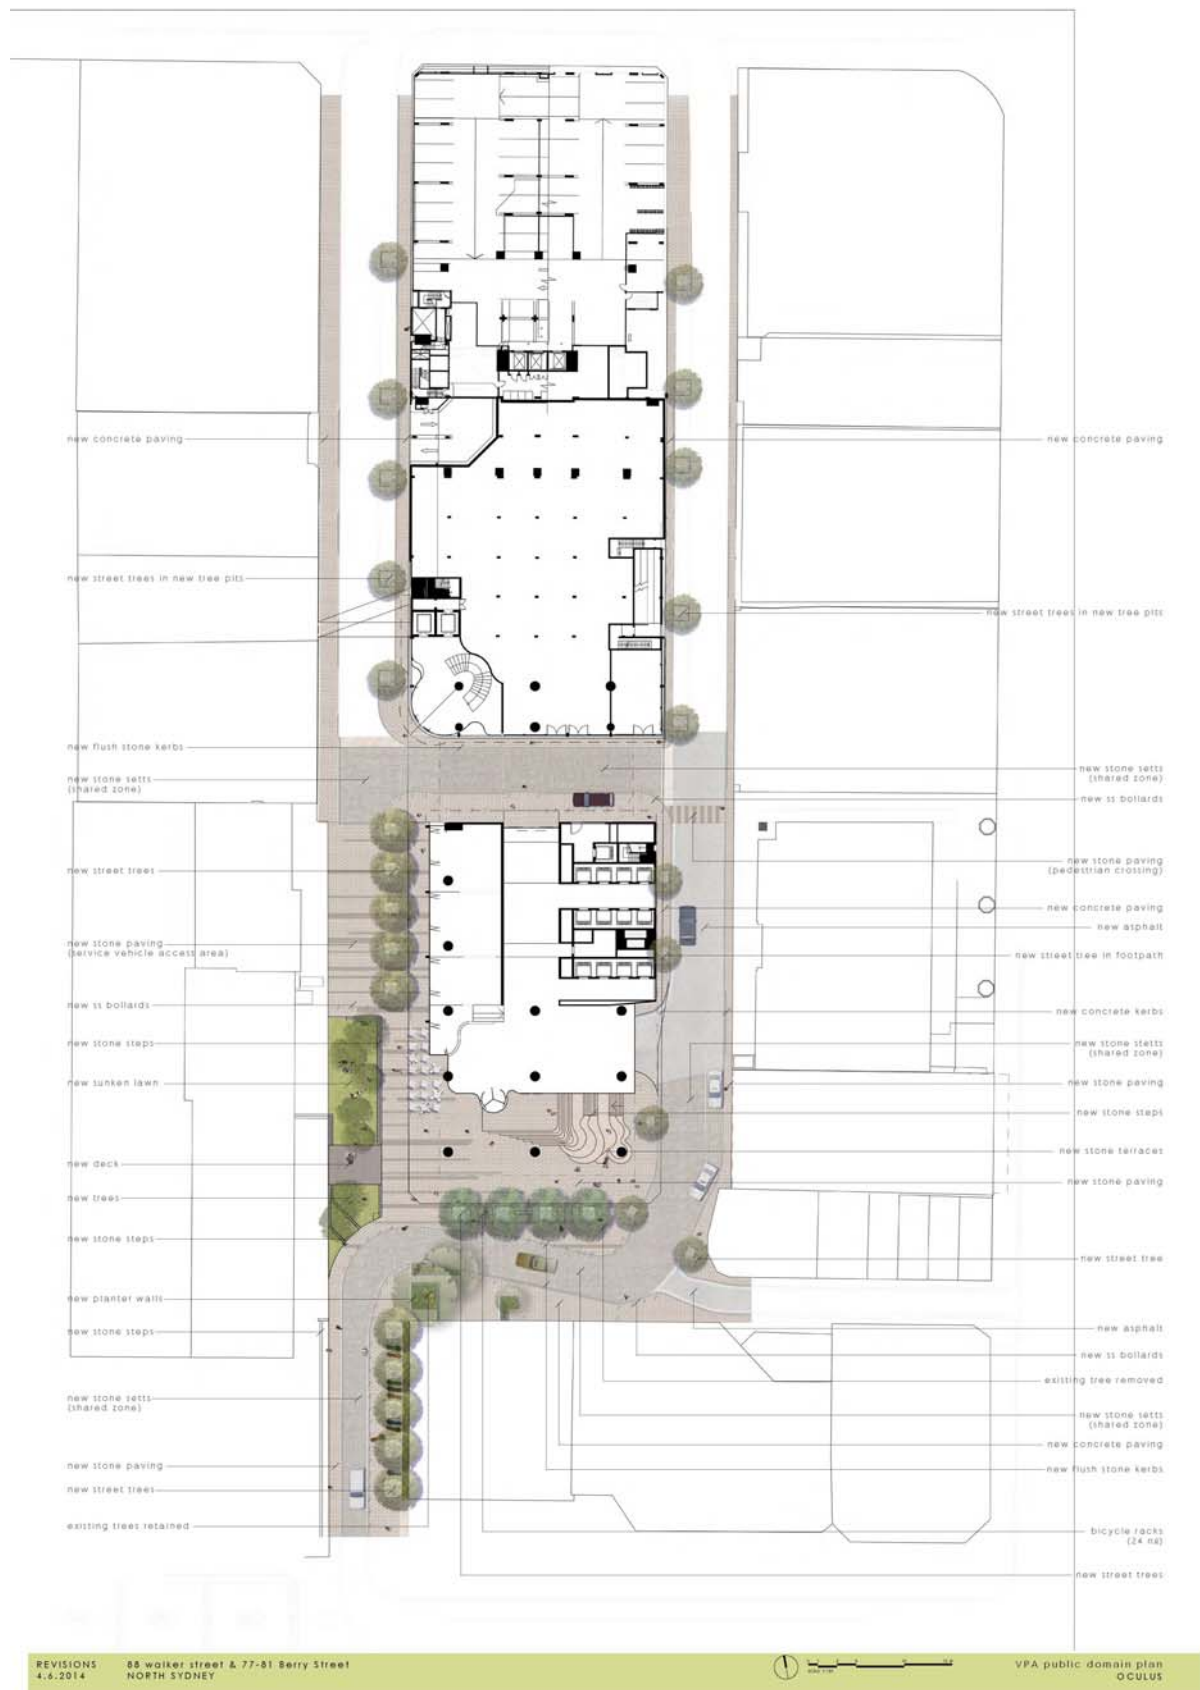 new concrete paving
new street trees in new tree pits
new flush stone kerbs
new stone setts
(shared zone)
new street trees
new stone paving
(service vehicle access area)
new ss bollards
new stone steps
new sunken lawn
new deck
new trees
new stone steps
new planter walls
new stone steps
new stone setts
(shared zone)
new stone paving
new street trees
existing trees retained
new concrete paving
new street trees in new tree pits
new stone setts
(shared zone)
new ss bollards
new stone paving
(pedestrian crossing)
new concrete paving
new asphalt
new street tree in footpath
new concrete kerbs
new stone stetts
(shared zone)
new stone paving
new stone steps
new stone terraces
new stone paving
new street tree
new asphalt
new ss bollards
existing tree removed
new stone setts
(shared zone)
new concrete paving
new flush stone kerbs
bicycle racks
(24 no)
new street trees
REVISIONS
4.6.2014
88 walker street & 77-81 Berry Street
NORTH SYDNEY
VPA public domain plan
OCULUS